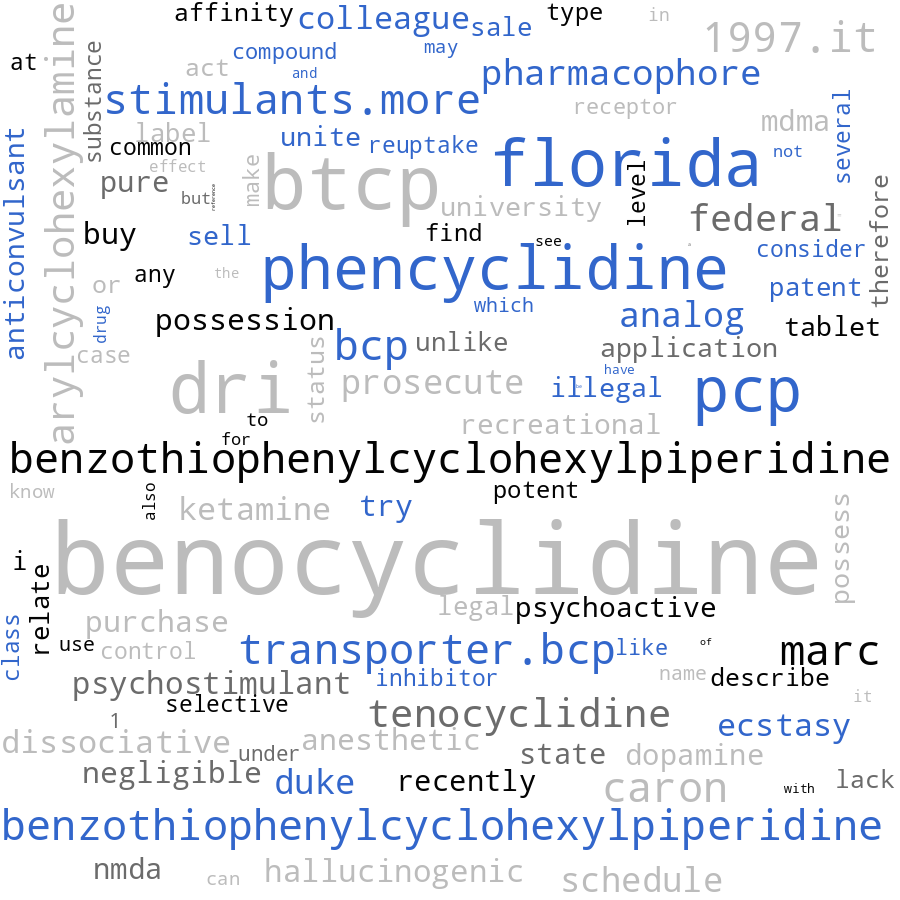 affinity colleague sale type in
at compound may 1997.it
act and pharmacophore
arylcyclohexylamine substance stimulants.more receptor several
label unite reuptake mdma
anticonvulsant common florida not
effect
pure but reference make btcp university level federal therefore
buy sell find see consider
or any the phencyclidine patent
drug possession which analog tablet
case bcp unlike application
status have
dri prosecute illegal be pcp
to recreational
for
benzothiophenylcyclohexylpiperidine
know also potent
ketamine try possess
i benocyclidine
relate legal psychoactive
class purchase
use control transporter.bcp like of marc
psychostimulant inhibitor name describe
selective it
1 tenocyclidine ecstasy
dissociative under anesthetic state dopamine
negligible duke recently caron with lack
benzothiophenylcyclohexylpiperidine
nmda can hallucinogenic schedule